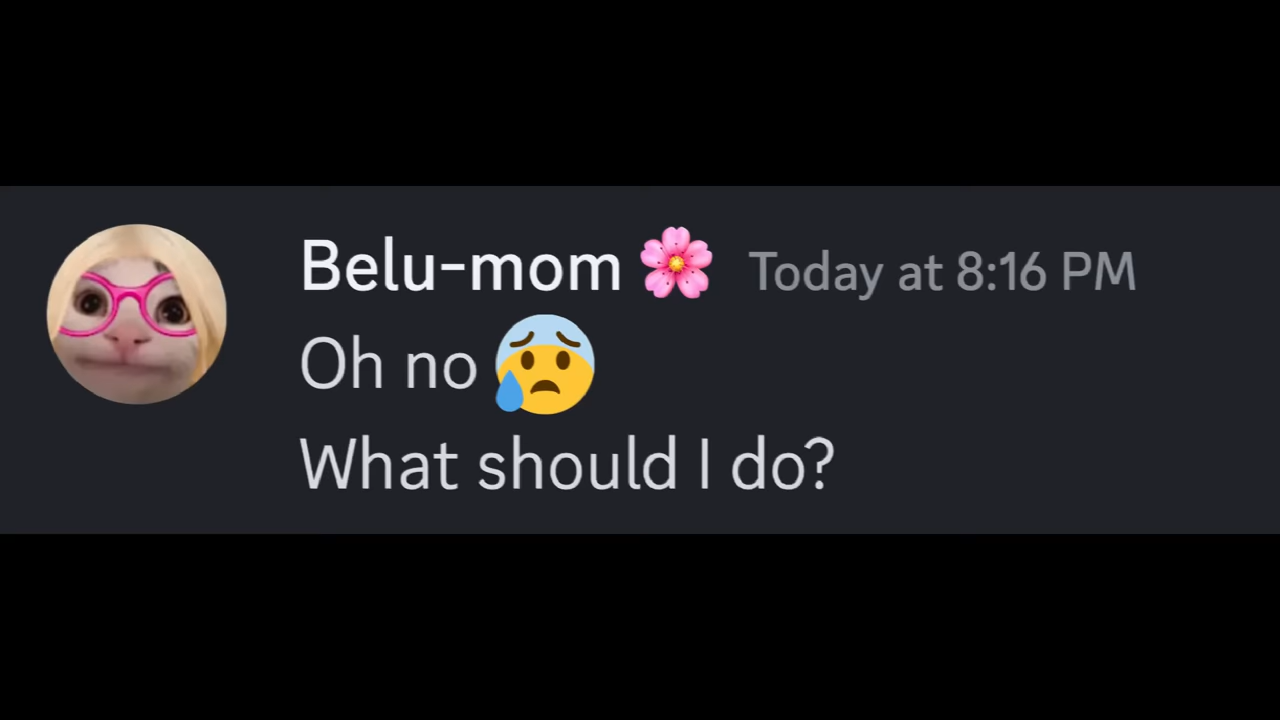 Belu-mom 🌸 Today at 8:16 PM
Oh no 😰
What should I do?